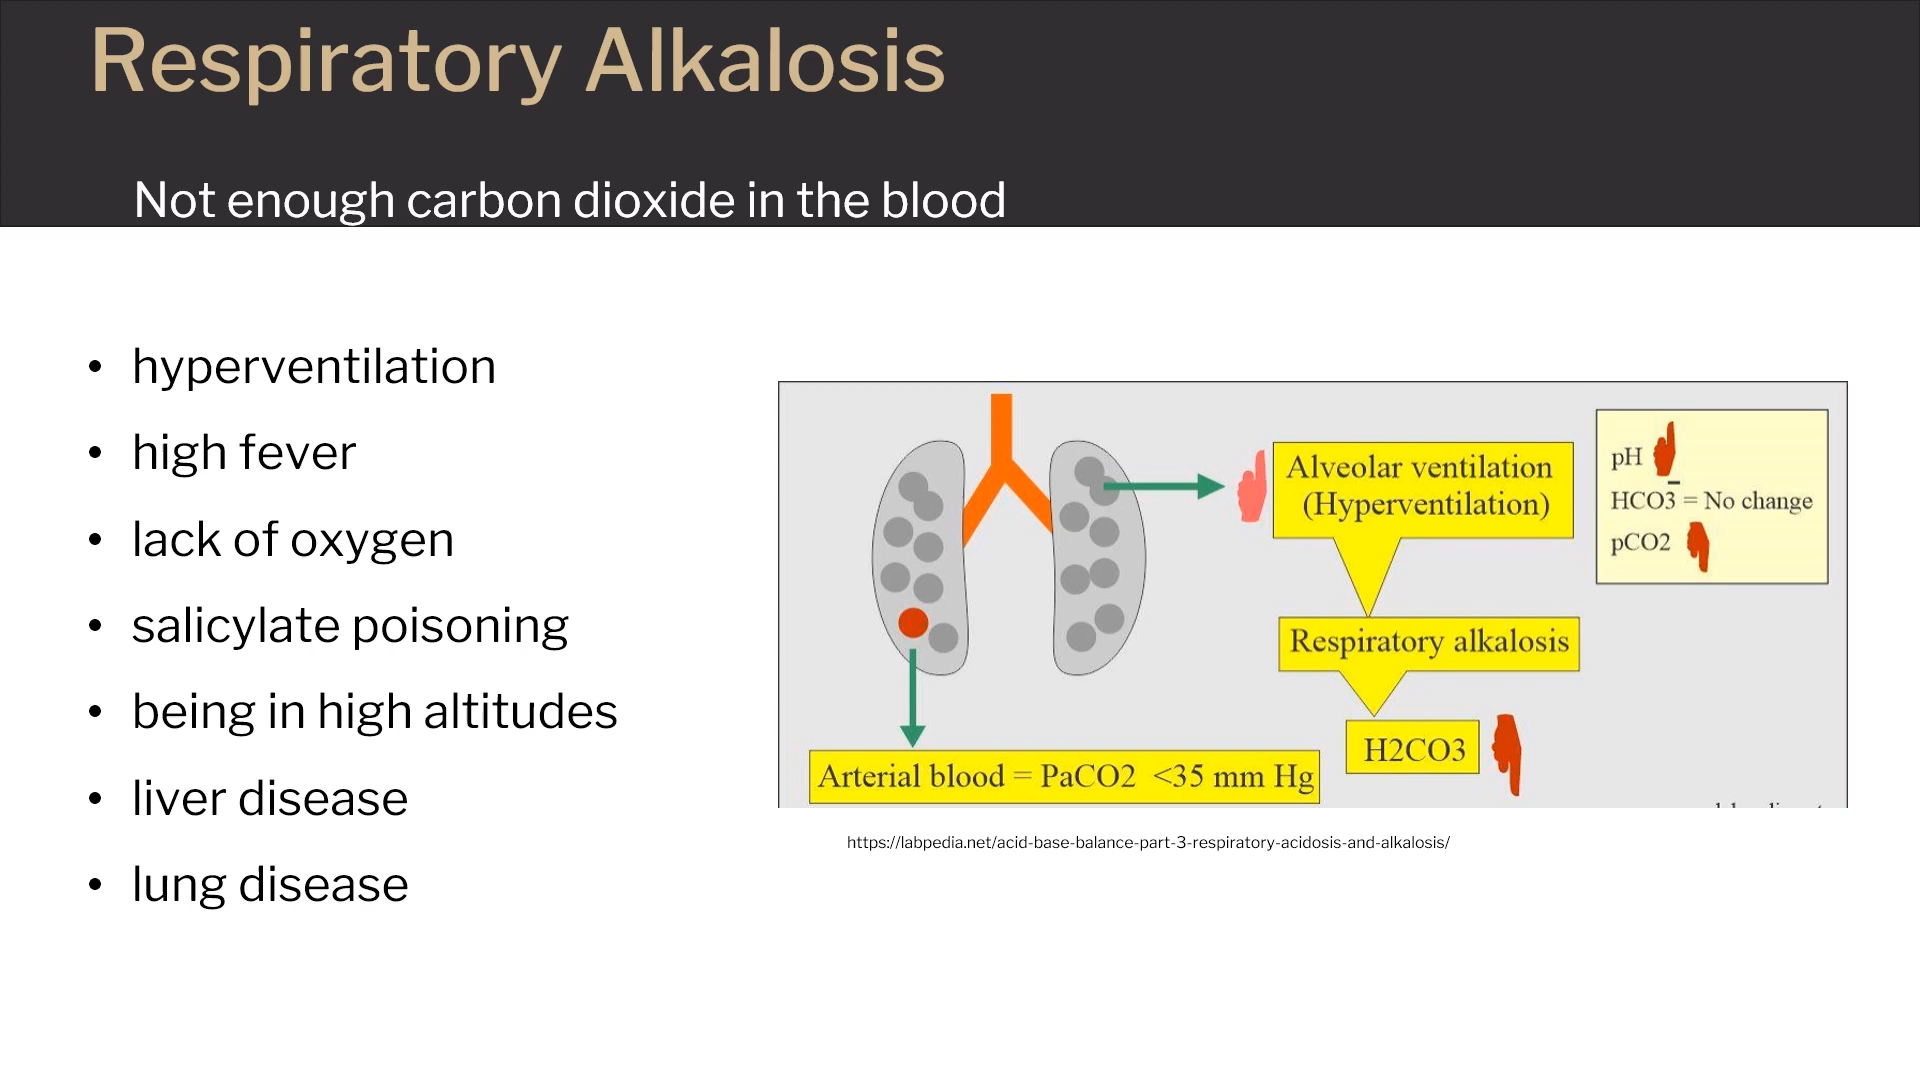 Respiratory Alkalosis
Not enough carbon dioxide in the blood
• hyperventilation
• high fever
• lack of oxygen
• salicylate poisoning
• being in high altitudes
• liver disease
• lung disease
Alveolar ventilation
(Hyperventilation)
pH
HCO3̅ = No change
pCO2
Respiratory alkalosis
H2CO3
Arterial blood = PaCO2 <35 mm Hg
https://labpedia.net/acid-base-balance-part-3-respiratory-acidosis-and-alkalosis/